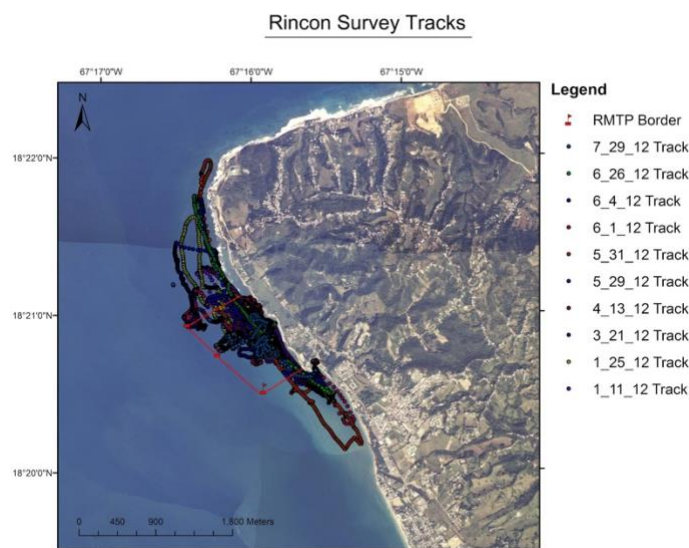 Rincon Survey Tracks
67°17'0"W
67°16'0"W
67°15'0"W
N
18°22'0"N
18°21'0"N
18°20'0"N
0 450 900 1,800 Meters
Legend
RMTP Border
7_29_12 Track
6_26_12 Track
6_4_12 Track
6_1_12 Track
5_31_12 Track
5_29_12 Track
4_13_12 Track
3_21_12 Track
1_25_12 Track
1_11_12 Track